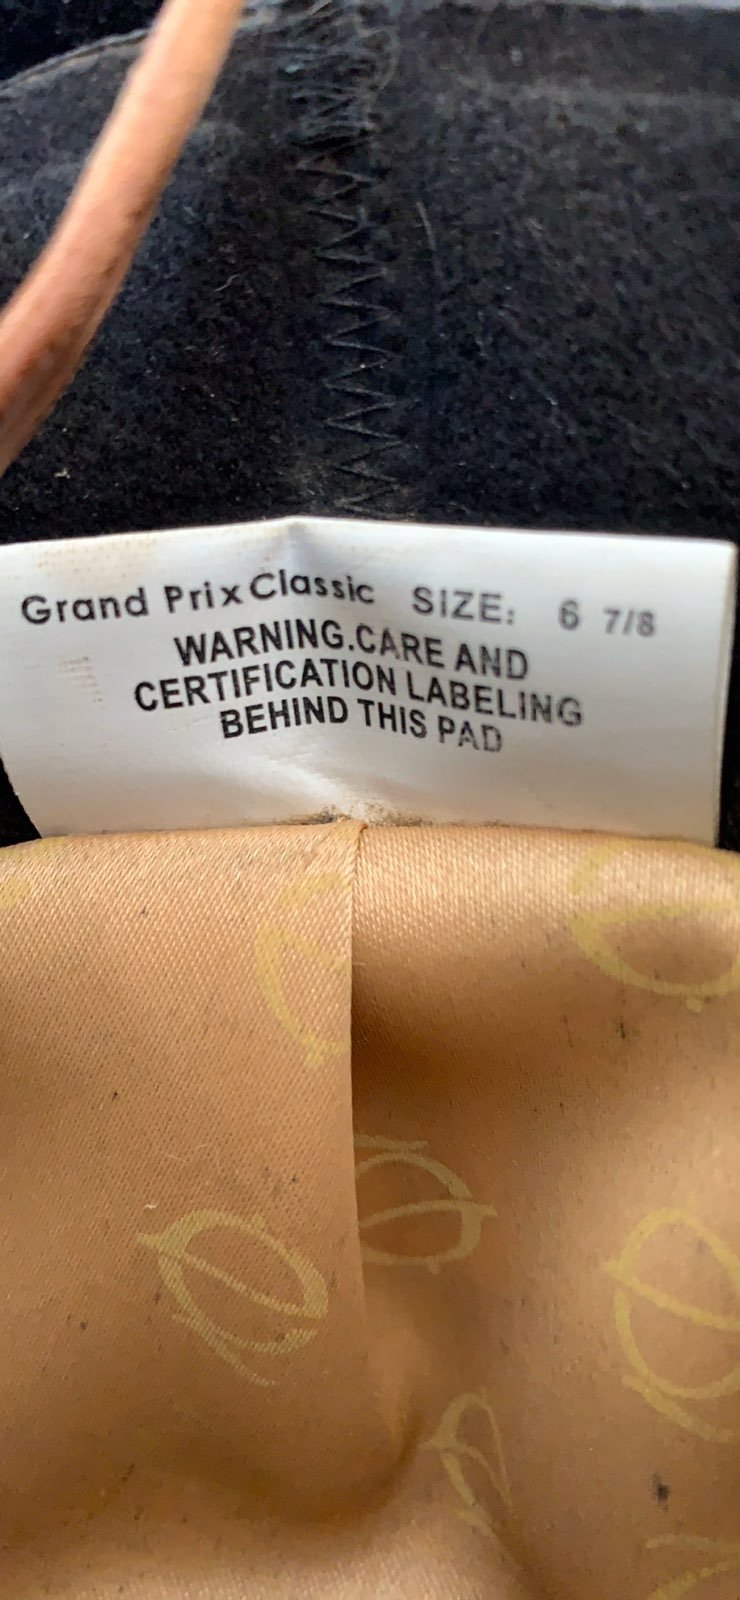 Grand Prix Classic SIZE: 6 7/8
WARNING.CARE AND
CERTIFICATION LABELING
BEHIND THIS PAD